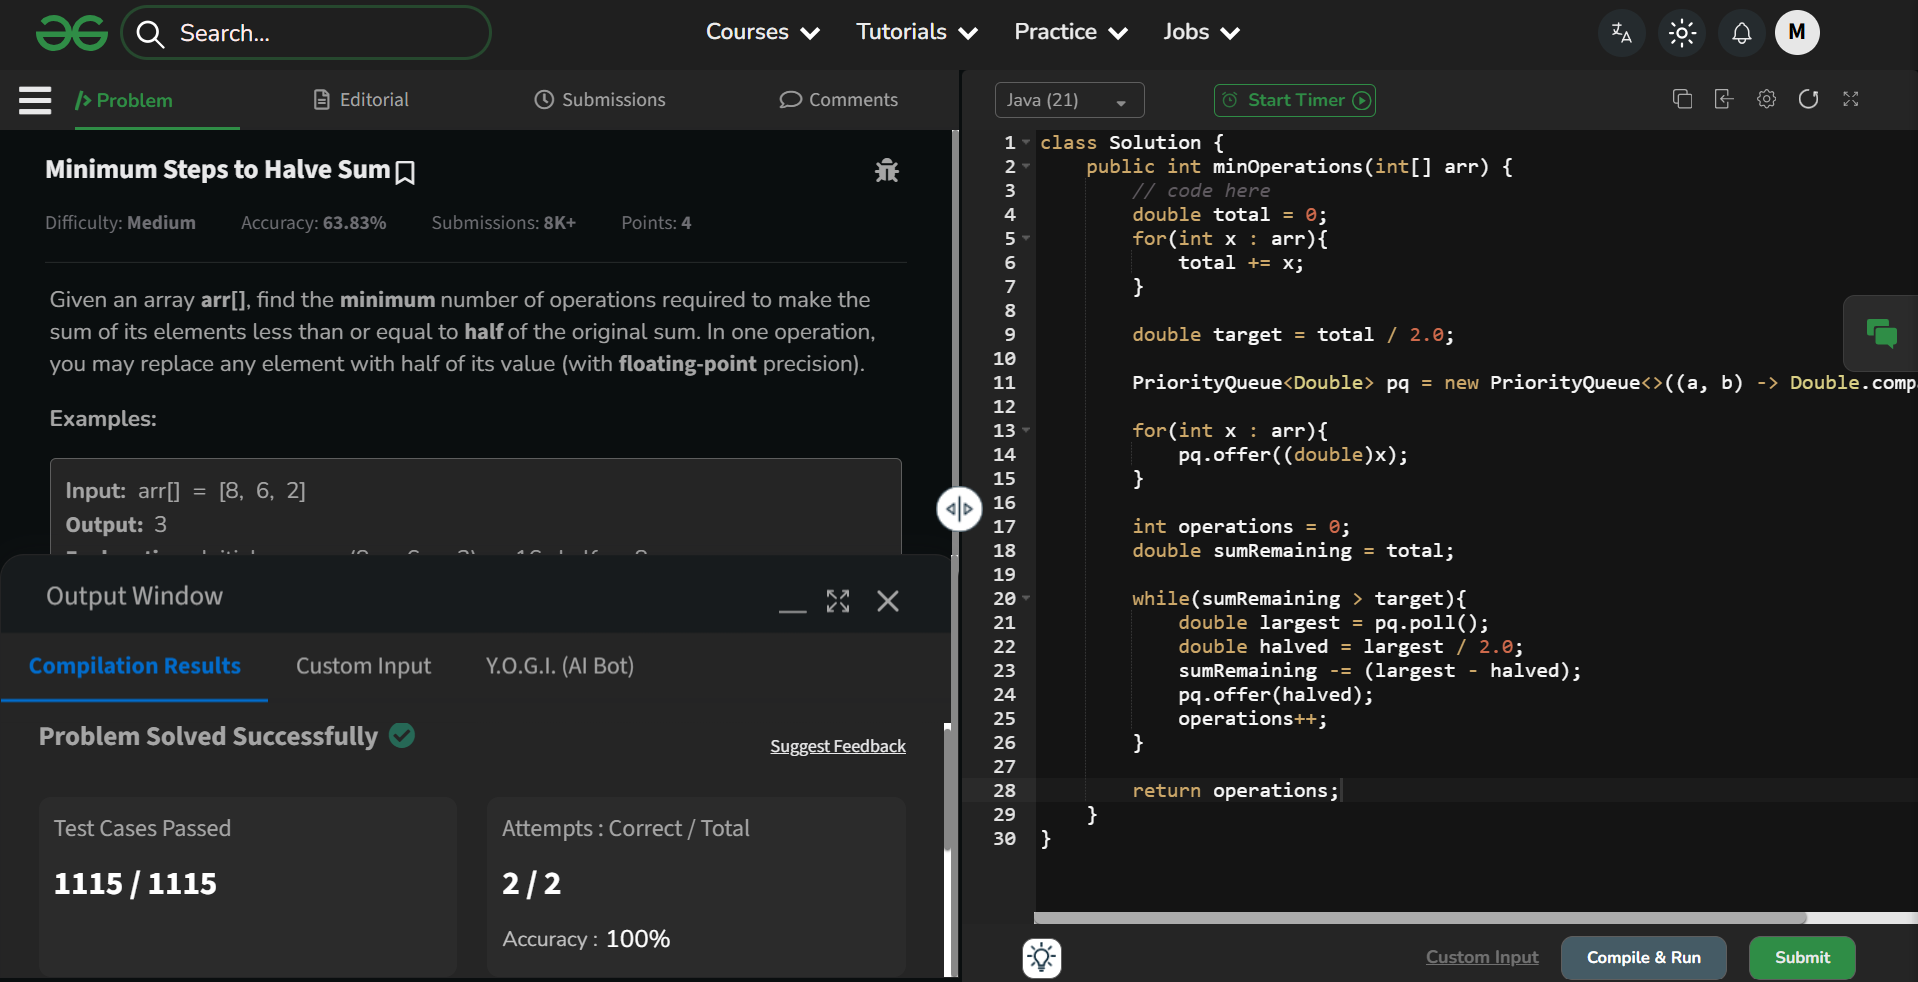 Search...
Courses
Tutorials
Practice
Jobs
M
Problem
Editorial
Submissions
Comments
Java (21)
Start Timer
Minimum Steps to Halve Sum
Difficulty: Medium
Accuracy: 63.83%
Submissions: 8K+
Points: 4
Given an array arr[], find the minimum number of operations required to make the
sum of its elements less than or equal to half of the original sum. In one operation,
you may replace any element with half of its value (with floating-point precision).
Examples:
Input: arr[] = [8, 6, 2]
Output: 3
Output Window
Compilation Results
Custom Input
Y.O.G.I. (AI Bot)
Problem Solved Successfully
Suggest Feedback
Test Cases Passed
1115 / 1115
Attempts : Correct / Total
2 / 2
Accuracy : 100%
1 class Solution {
2 public int minOperations(int[] arr) {
3 // code here
4 double total = 0;
5 for(int x : arr){
6 total += x;
7 }
8
9 double target = total / 2.0;
10
11 PriorityQueue<Double> pq = new PriorityQueue<>((a, b) -> Double.comp
12
13 for(int x : arr){
14 pq.offer((double)x);
15 }
16
17 int operations = 0;
18 double sumRemaining = total;
19
20 while(sumRemaining > target){
21 double largest = pq.poll();
22 double halved = largest / 2.0;
23 sumRemaining -= (largest - halved);
24 pq.offer(halved);
25 operations++;
26 }
27
28 return operations;
29 }
30 }
Custom Input
Compile & Run
Submit